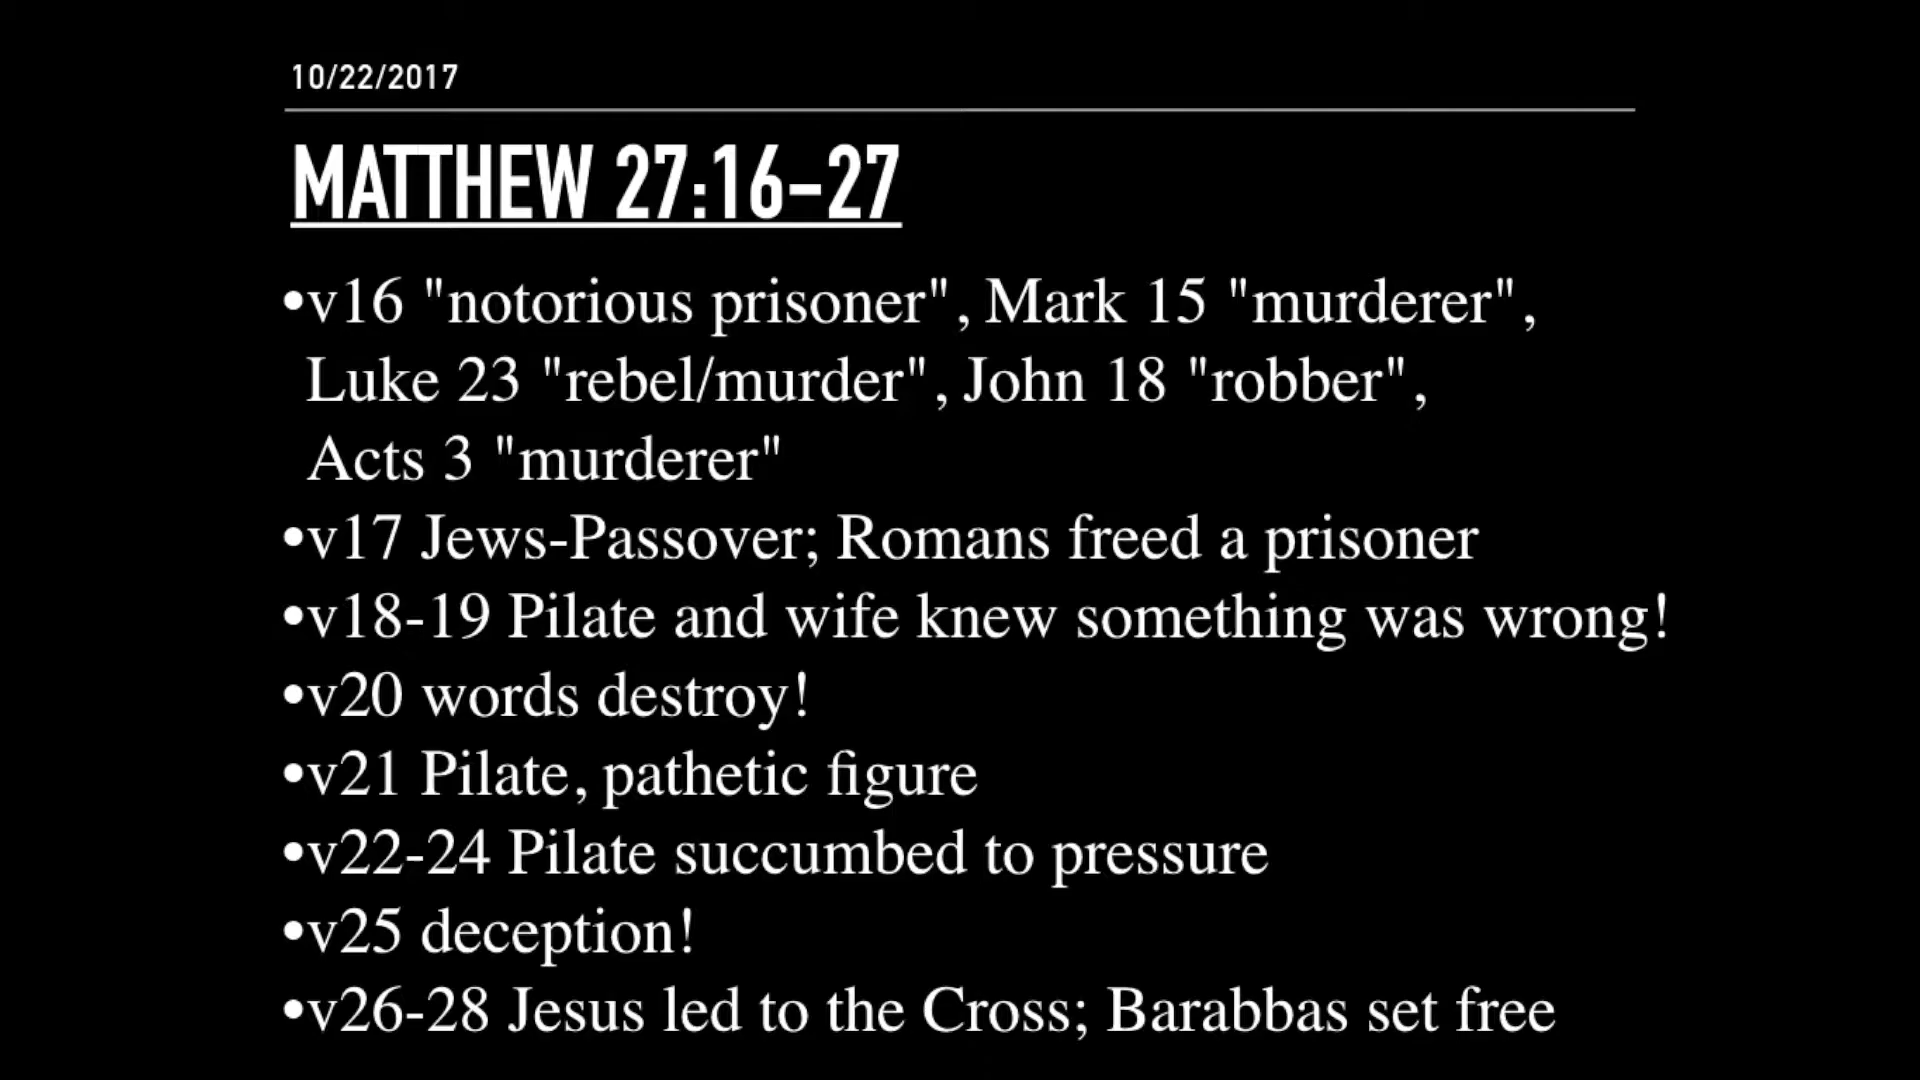 10/22/2017
MATTHEW 27:16-27
•v16 "notorious prisoner", Mark 15 "murderer",
Luke 23 "rebel/murder", John 18 "robber",
Acts 3 "murderer"
•v17 Jews-Passover; Romans freed a prisoner
•v18-19 Pilate and wife knew something was wrong!
•v20 words destroy!
•v21 Pilate, pathetic figure
•v22-24 Pilate succumbed to pressure
•v25 deception!
•v26-28 Jesus led to the Cross; Barabbas set free